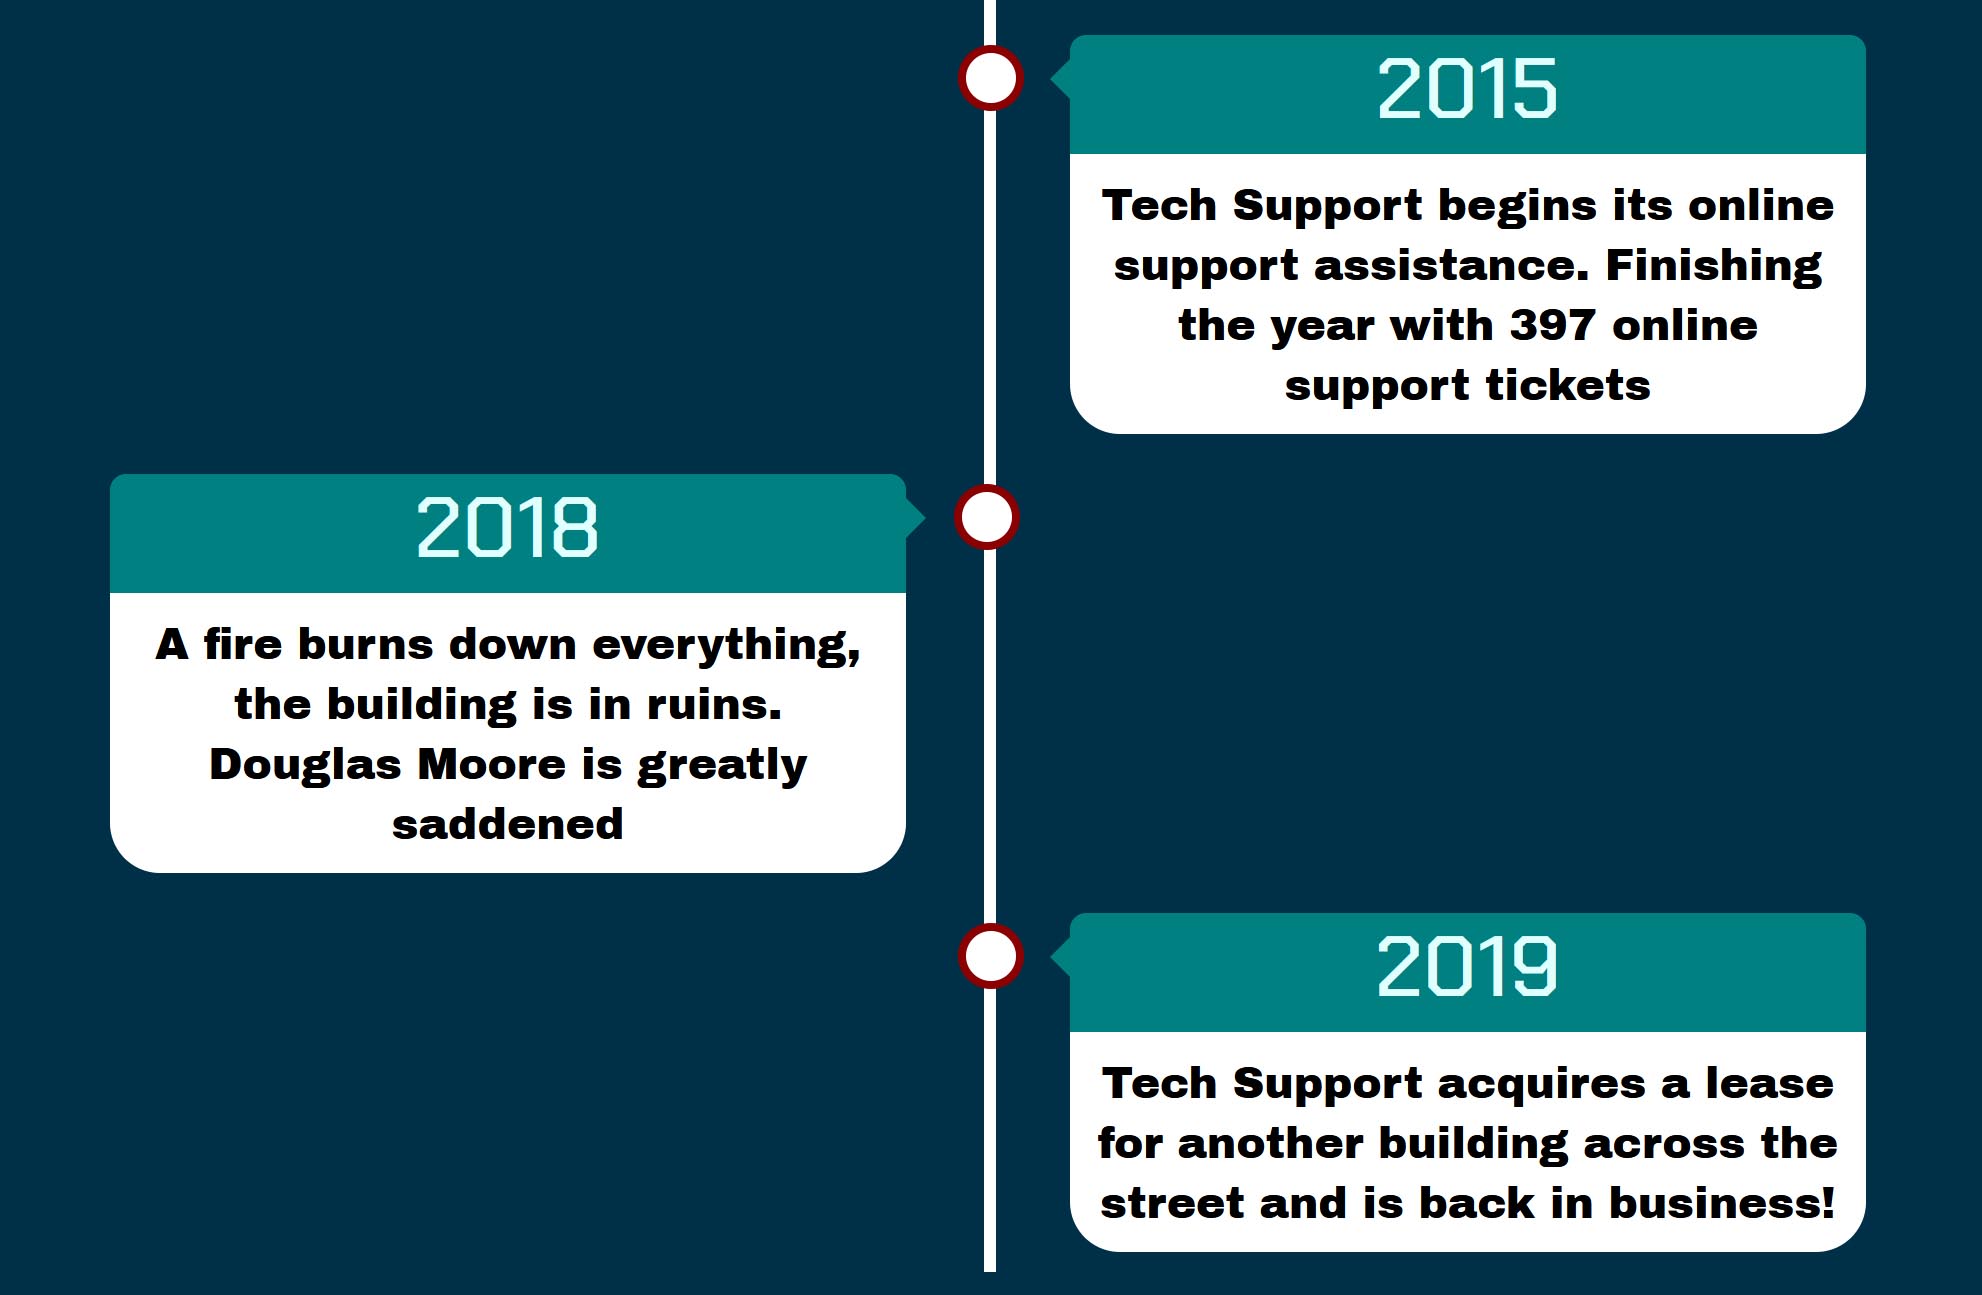 2015
Tech Support begins its online
support assistance. Finishing
the year with 397 online
support tickets
2018
A fire burns down everything,
the building is in ruins.
Douglas Moore is greatly
saddened
2019
Tech Support acquires a lease
for another building across the
street and is back in business!